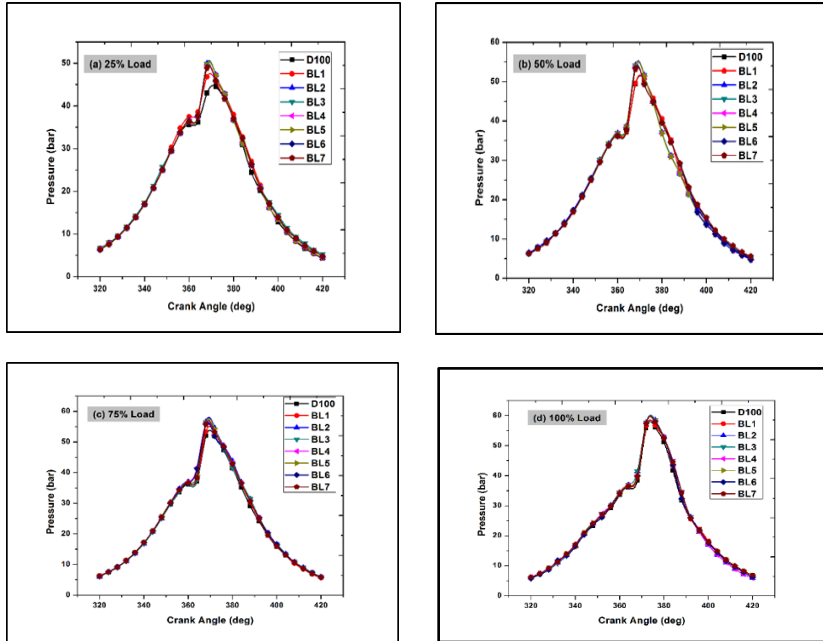 (a) 25% Load
D100
BL1
BL2
BL3
BL4
BL5
BL6
BL7
Pressure (bar)
50
40
30
20
10
0
320 340 360 380 400 420
Crank Angle (deg)
(b) 50% Load
D100
BL1
BL2
BL3
BL4
BL5
BL6
BL7
Pressure (bar)
60
50
40
30
20
10
0
320 340 360 380 400 420
Crank Angle (deg)
(c) 75% Load
D100
BL1
BL2
BL3
BL4
BL5
BL6
BL7
Pressure (bar)
60
50
40
30
20
10
0
320 340 360 380 400 420
Crank Angle (deg)
(d) 100% Load
D100
BL1
BL2
BL3
BL4
BL5
BL6
BL7
Pressure (bar)
60
50
40
30
20
10
0
320 340 360 380 400 420
Crank Angle (deg)